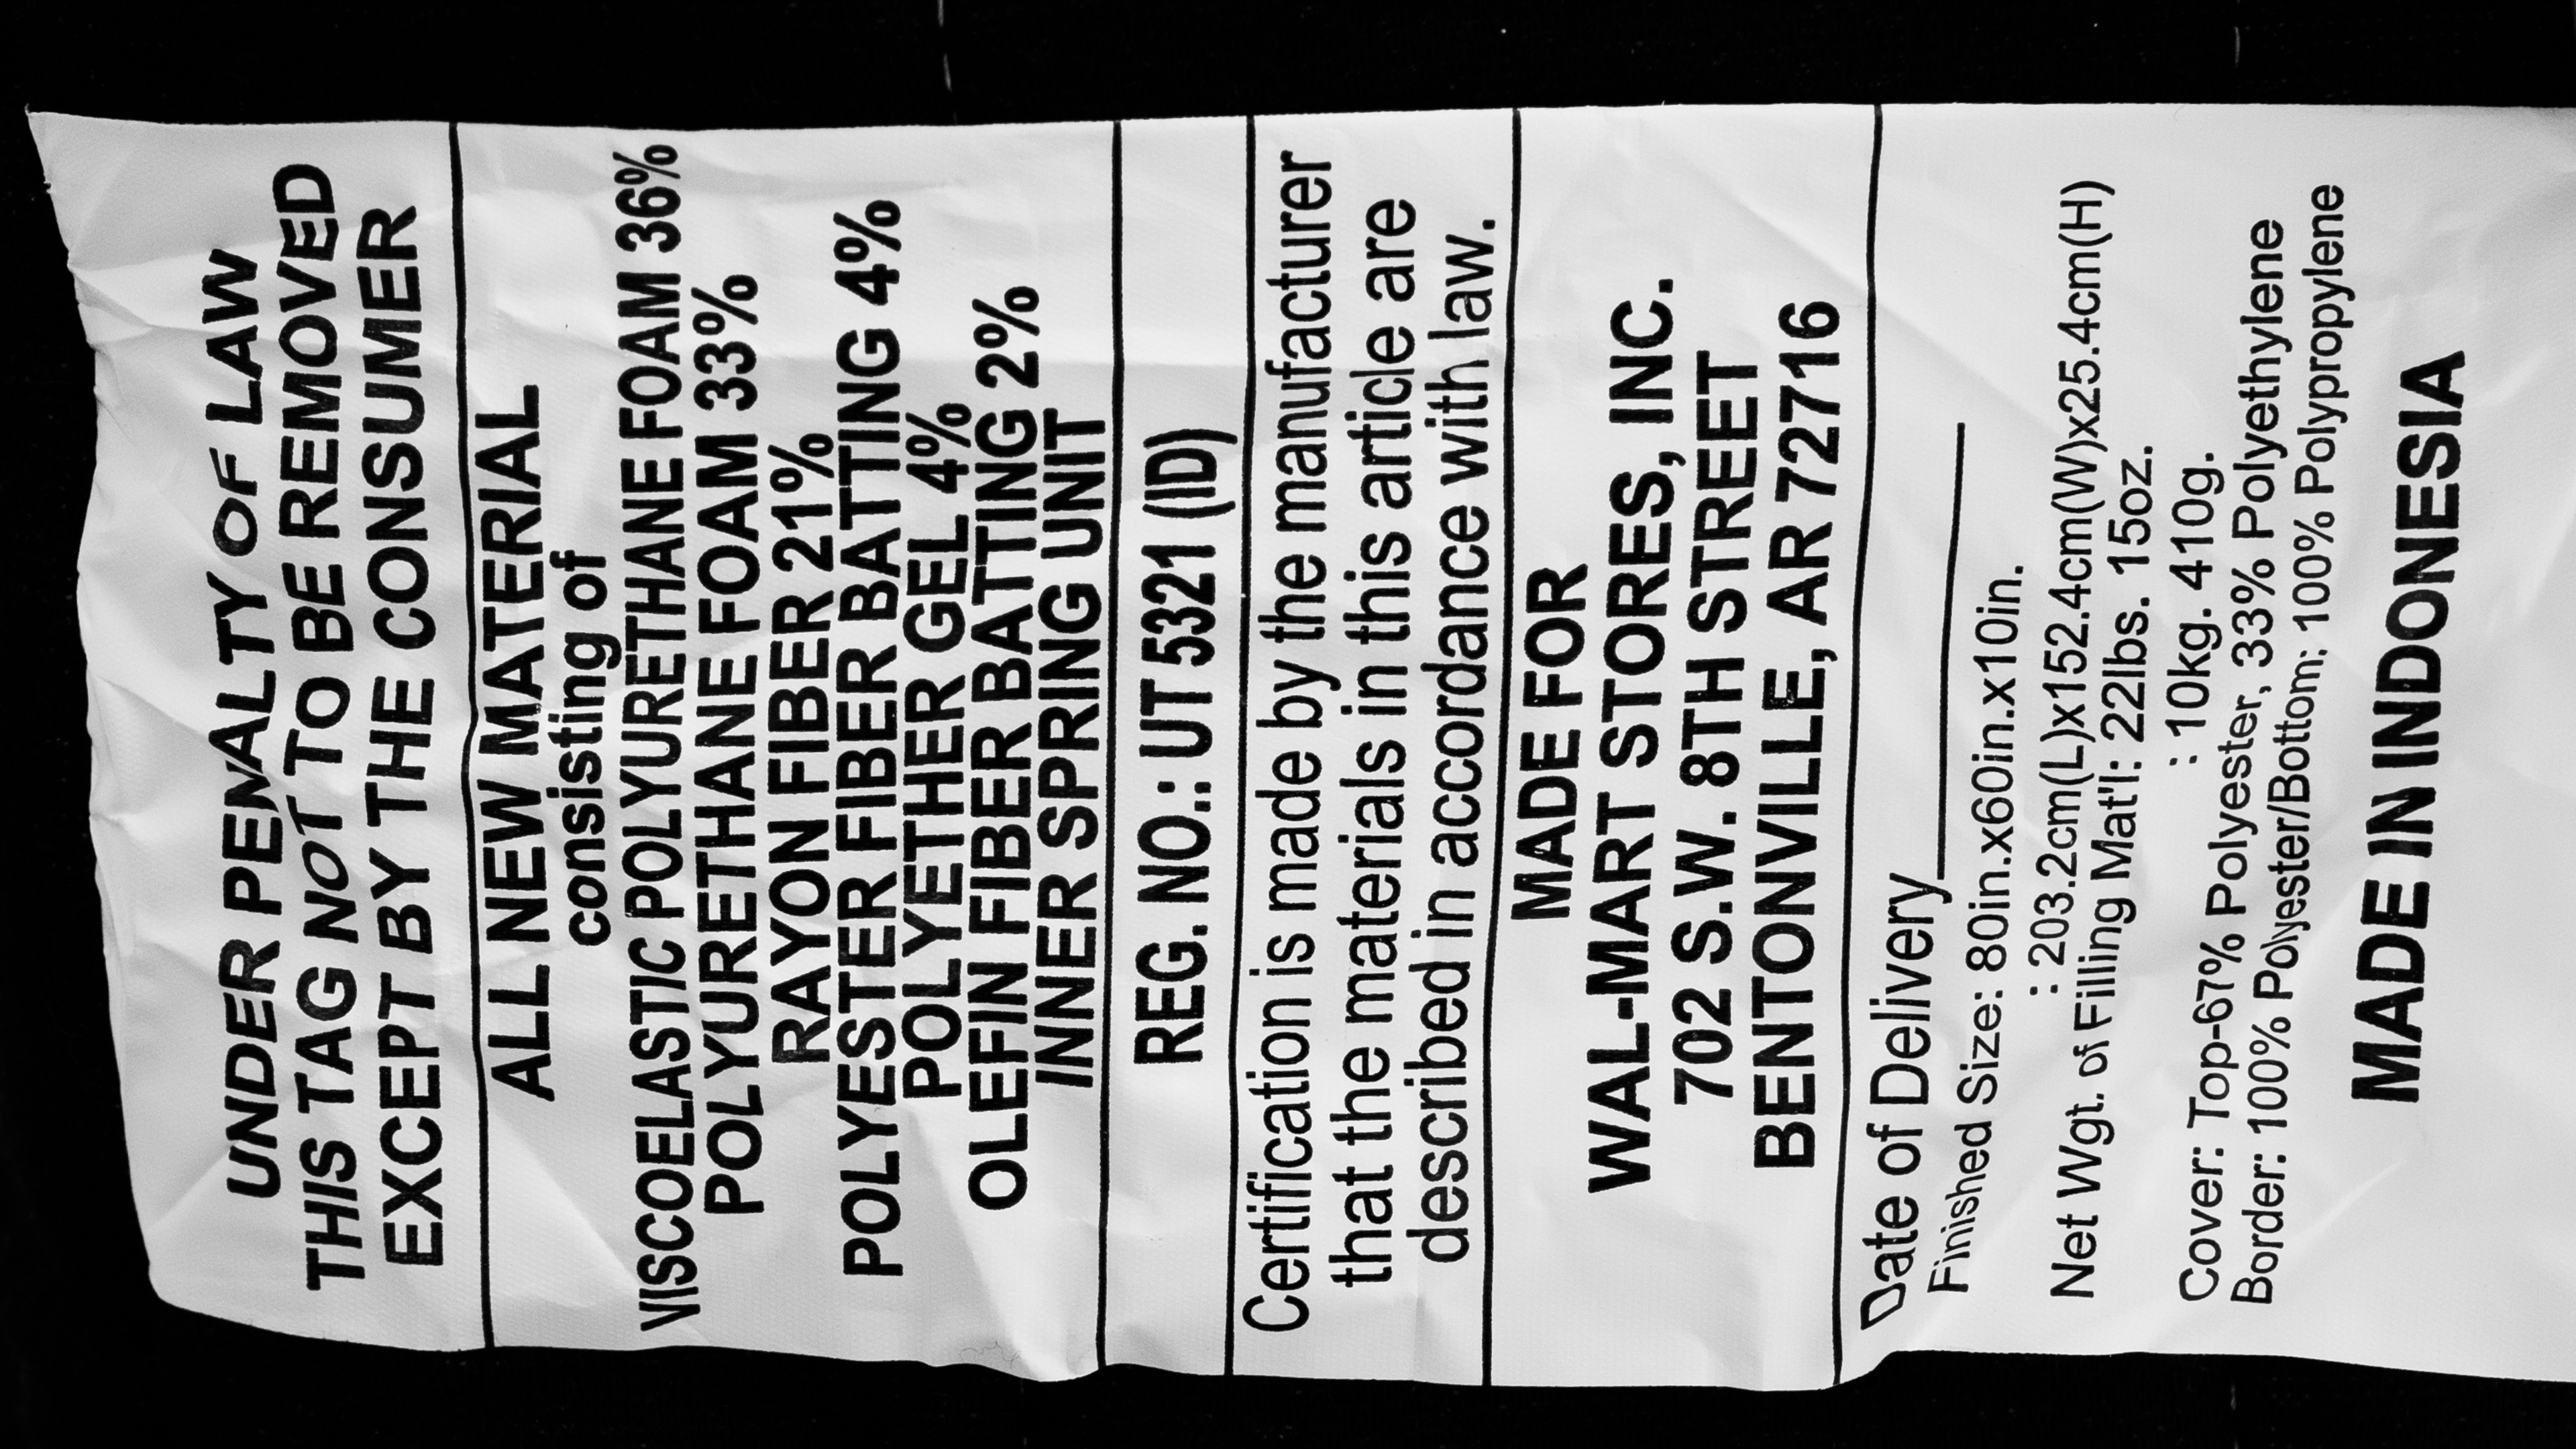 UNDER PENALTY OF LAW
THIS TAG NOT TO BE REMOVED
EXCEPT BY THE CONSUMER
ALL NEW MATERIAL
consisting of
VISCOELASTIC POLYURETHANE FOAM 36%
POLYURETHANE FOAM 33%
RAYON FIBER 21%
POLYESTER FIBER BATTING 4%
POLYETHER GEL 4%
OLEFIN FIBER BATTING 2%
INNER SPRING UNIT
REG. NO.: UT 5321 (ID)
Certification is made by the manufacturer
that the materials in this article are
described in accordance with law.
MADE FOR
WAL-MART STORES, INC.
702 S.W. 8TH STREET
BENTONVILLE, AR 72716
Date of Delivery
Finished Size: 80in.x60in.x10in.
: 203.2cm(L)x152.4cm(W)x25.4cm(H)
Net Wgt. of Filling Mat'l: 22lbs. 15oz.
: 10kg. 410g.
Cover: Top-67% Polyester, 33% Polyethylene
Border: 100% Polyester/Bottom: 100% Polypropylene
MADE IN INDONESIA